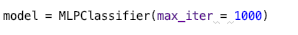 model = MLPClassifier(max_iter = 1000)